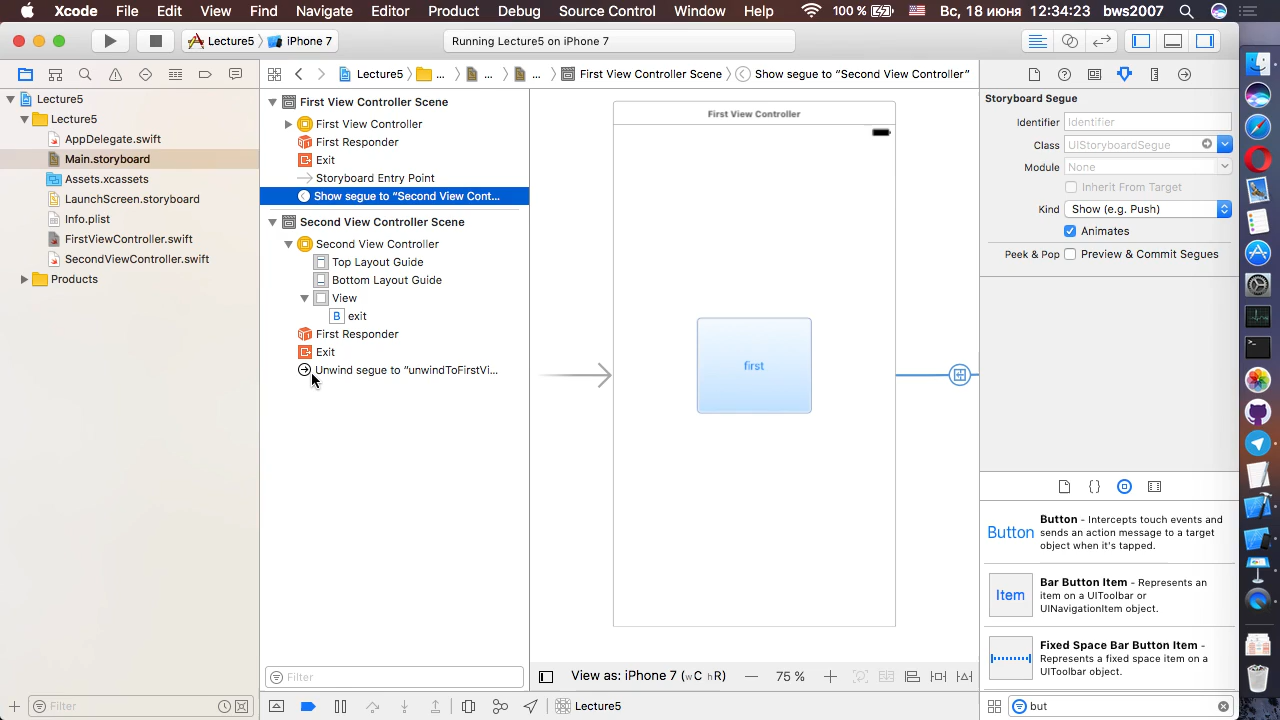 Xcode File Edit View Find Navigate Editor Product Debug Source Control Window Help 100 % Вс, 18 июня 12:34:23 bws2007
Lecture5 iPhone 7 Running Lecture5 on iPhone 7
Lecture5 ... ... ... First View Controller Scene Show segues to "Second View Controller"
Lecture5
Lecture5
AppDelegate.swift
Main.storyboard
Assets.xcassets
LaunchScreen.storyboard
Info.plist
FirstViewController.swift
SecondViewController.swift
Products
Filter
First View Controller Scene
First View Controller
First Responder
Exit
Storyboard Entry Point
Show segue to "Second View Cont...
Second View Controller Scene
Second View Controller
Top Layout Guide
Bottom Layout Guide
View
B exit
First Responder
Exit
Unwind segue to "unwindToFirstVi...
Filter
First View Controller
first
View as: iPhone 7 (wC hR) 75 %
Lecture5
Storyboard Segue
Identifier Identifier
Class UIStoryboardSegue
Module None
Inherit From Target
Kind Show (e.g. Push)
Animates
Peek & Pop Preview & Commit Segues
Button
Button - Intercepts touch events and
sends an action message to a target
object when it's tapped.
Item
Bar Button Item - Represents an
item on a UIToolbar or
UINavigationItem object.
Fixed Space Bar Button Item -
Represents a fixed space item on a
UIToolbar object.
but